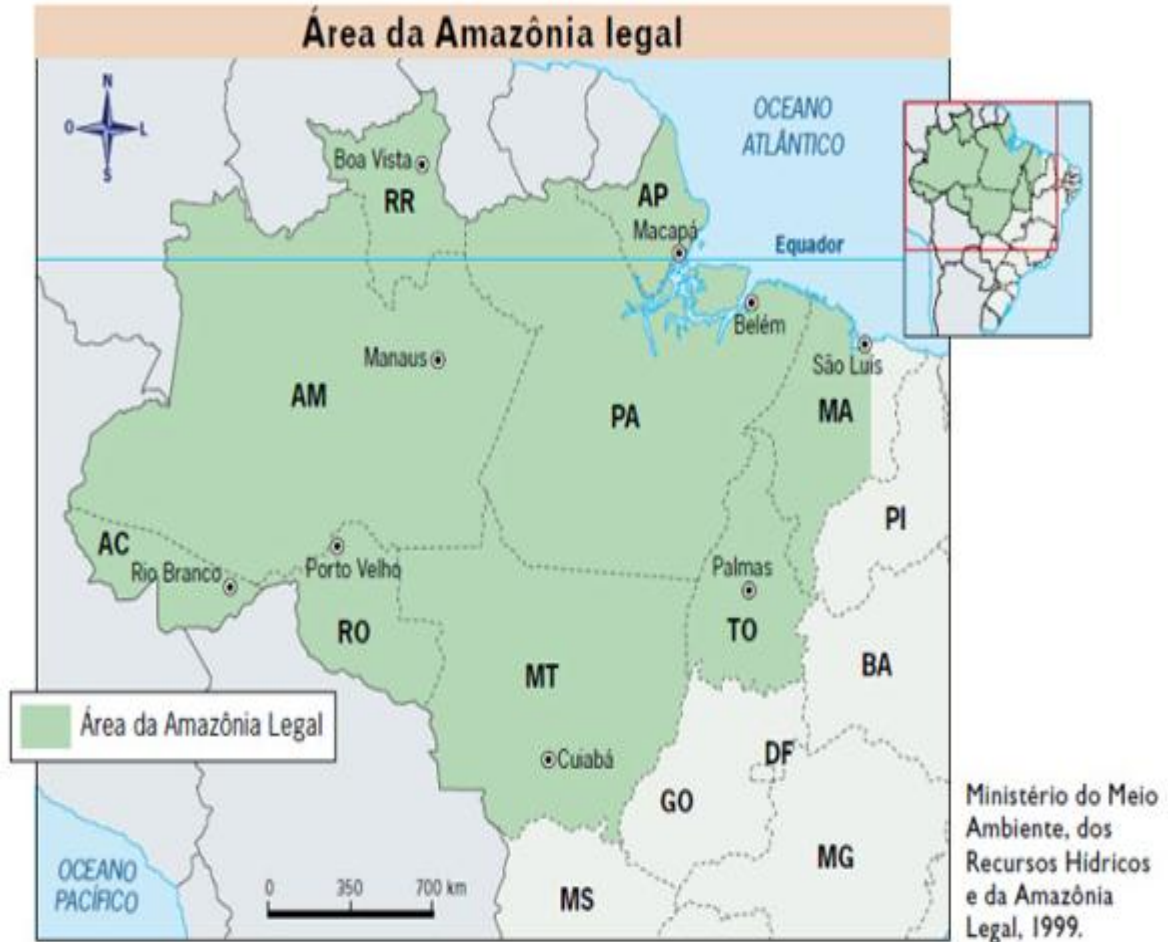 Área da Amazônia legal
N
O
L
S
OCEANO
ATLÂNTICO
Boa Vista
RR
AP
Macapá
Equador
Belém
Manaus
São Luís
AM
PA
MA
PI
AC
Rio Branco
Porto Velho
Palmas
RO
TO
BA
MT
Área da Amazônia Legal
Cuiabá
DF
GO
MG
MS
OCEANO
PACÍFICO
0 350 700 km
Ministério do Meio
Ambiente, dos
Recursos Hídricos
e da Amazônia
Legal, 1999.